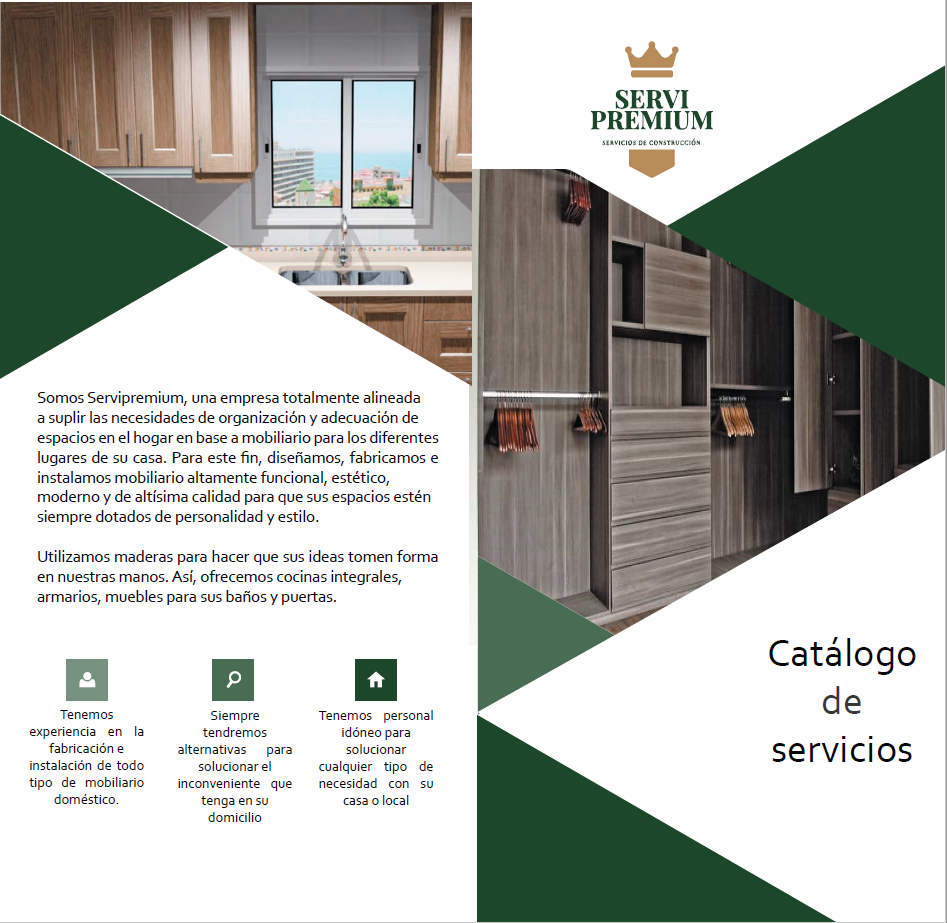 SERVI
PREMIUM
SERVICIOS DE CONSTRUCCIÓN
Somos Servipremium, una empresa totalmente alineada
a suplir las necesidades de organización y adecuación de
espacios en el hogar en base a mobiliario para los diferentes
lugares de su casa. Para este fin, diseñamos, fabricamos e
instalamos mobiliario altamente funcional, estético,
moderno y de altísima calidad para que sus espacios estén
siempre dotados de personalidad y estilo.
Utilizamos maderas para hacer que sus ideas tomen forma
en nuestras manos. Así, ofrecemos cocinas integrales,
armarios, muebles para sus baños y puertas.
Tenemos
experiencia en la
fabricación e
instalación de todo
tipo de mobiliario
doméstico.
Siempre
tendremos
alternativas para
solucionar el
inconveniente que
tenga en su
domicilio
Tenemos personal
idóneo para
solucionar
cualquier tipo de
necesidad con su
casa o local
Catálogo
de
servicios